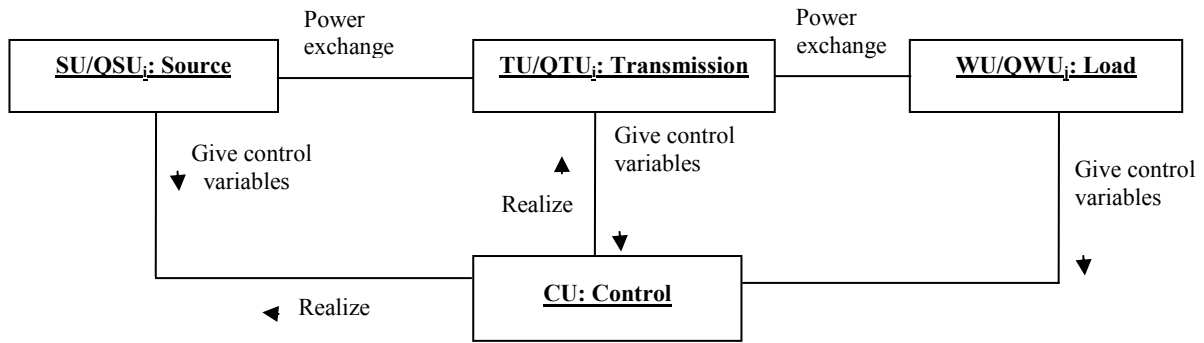 Power
exchange
Power
exchange
SU/QSUi: Source
TU/QTUi: Transmission
WU/QWUi: Load
Give control
variables
Give control
variables
Give control
variables
Realize
CU: Control
Realize